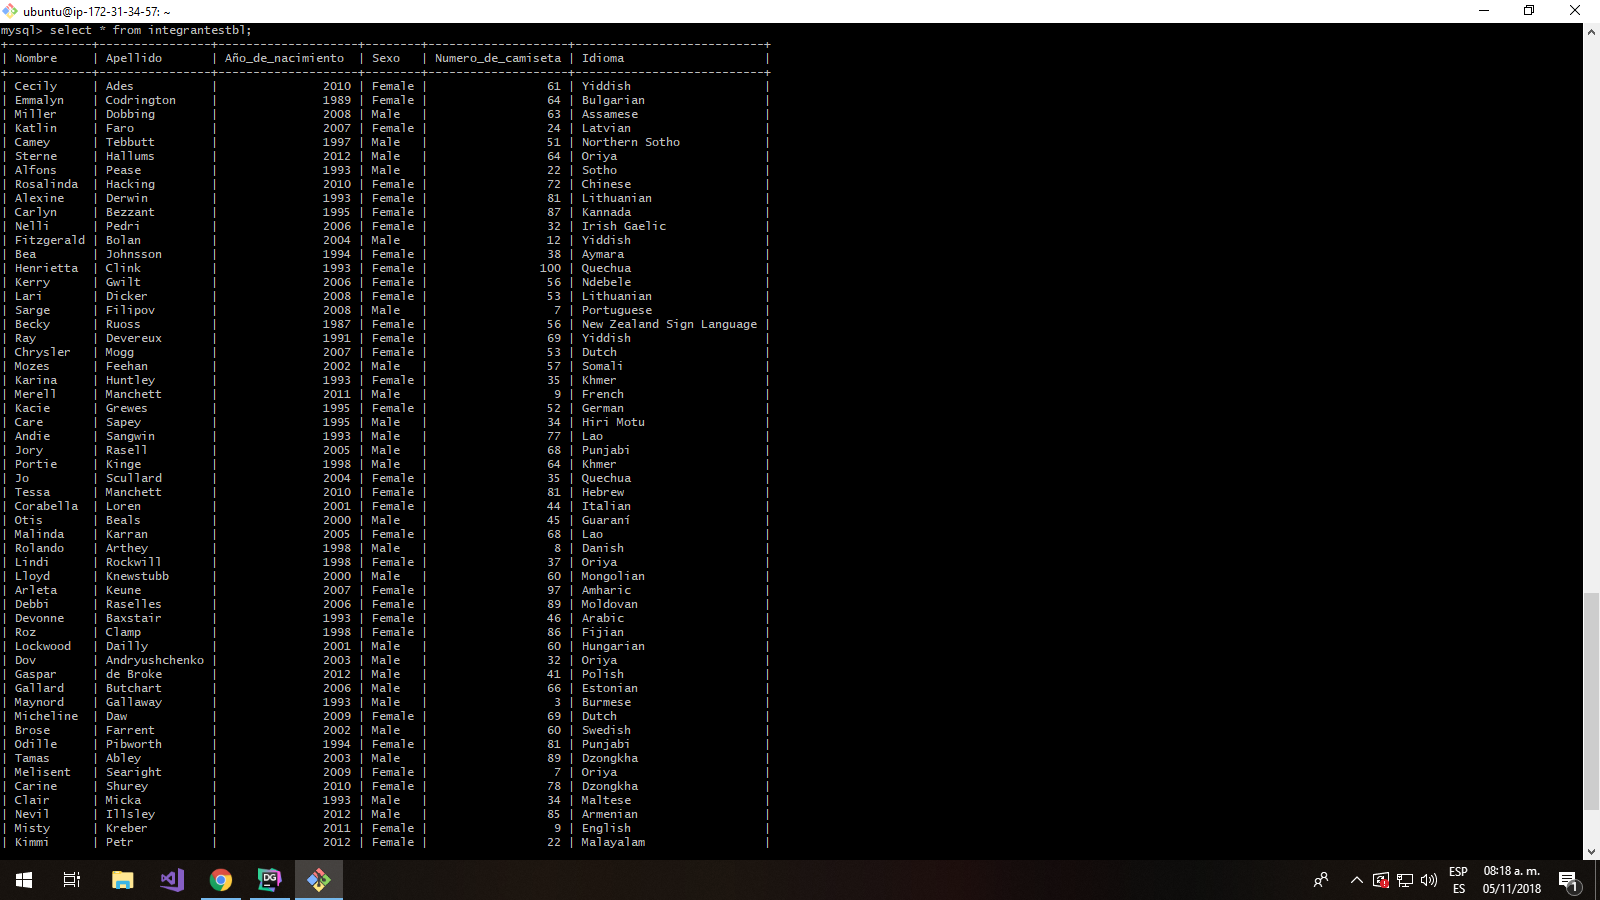 ubuntu@ip-172-31-34-57: ~
mysql> select * from integrantestbl;
+------------+----------------+--------------------+--------+--------------------+---------------------------+
| Nombre | Apellido | Año_de_nacimiento | Sexo | Numero_de_camiseta | Idioma |
+------------+----------------+--------------------+--------+--------------------+---------------------------+
| Cecily | Ades | 2010 | Female | 61 | Yiddish |
| Emmalyn | Codrington | 1989 | Female | 64 | Bulgarian |
| Miller | Dobbing | 2008 | Male | 63 | Assamese |
| Katlin | Faro | 2007 | Female | 24 | Latvian |
| Camey | Tebbutt | 1997 | Male | 51 | Northern Sotho |
| Sterne | Hallums | 2012 | Male | 64 | Oriya |
| Alfons | Pease | 1993 | Male | 22 | Sotho |
| Rosalinda | Hacking | 2010 | Female | 72 | Chinese |
| Alexine | Derwin | 1993 | Female | 81 | Lithuanian |
| Carlyn | Bezzant | 1995 | Female | 87 | Kannada |
| Nelli | Pedri | 2006 | Female | 32 | Irish Gaelic |
| Fitzgerald | Bolan | 2004 | Male | 12 | Yiddish |
| Bea | Johnsson | 1994 | Female | 38 | Aymara |
| Henrietta | Clink | 1993 | Female | 100 | Quechua |
| Kerry | Gwilt | 2006 | Female | 56 | Ndebele |
| Lari | Dicker | 2008 | Female | 53 | Lithuanian |
| Sarge | Filipov | 2008 | Male | 7 | Portuguese |
| Becky | Ruoss | 1987 | Female | 56 | New Zealand Sign Language |
| Ray | Devereux | 1991 | Female | 69 | Yiddish |
| Chrysler | Mogg | 2007 | Female | 53 | Dutch |
| Mozes | Feehan | 2002 | Male | 57 | Somali |
| Karina | Huntley | 1993 | Female | 35 | Khmer |
| Merell | Manchett | 2011 | Male | 9 | French |
| Kacie | Grewes | 1995 | Female | 52 | German |
| Care | Sapey | 1995 | Male | 34 | Hiri Motu |
| Andie | Sangwin | 1993 | Male | 77 | Lao |
| Jory | Rasell | 2005 | Male | 68 | Punjabi |
| Portie | Kinge | 1998 | Male | 64 | Khmer |
| Jo | Scullard | 2004 | Female | 35 | Quechua |
| Tessa | Manchett | 2010 | Female | 81 | Hebrew |
| Corabella | Loren | 2001 | Female | 44 | Italian |
| Otis | Beals | 2000 | Male | 45 | Guaraní |
| Malinda | Karran | 2005 | Female | 68 | Lao |
| Rolando | Arthey | 1998 | Male | 8 | Danish |
| Lindi | Rockwill | 1998 | Female | 37 | Oriya |
| Lloyd | Knewstubb | 2000 | Male | 60 | Mongolian |
| Arleta | Keune | 2007 | Female | 97 | Amharic |
| Debbi | Raselles | 2006 | Female | 89 | Moldovan |
| Devonne | Baxstair | 1993 | Female | 46 | Arabic |
| Roz | Clamp | 1998 | Female | 86 | Fijian |
| Lockwood | Dailly | 2001 | Male | 60 | Hungarian |
| Dov | Andryushchenko | 2003 | Male | 32 | Oriya |
| Gaspar | de Broke | 2012 | Male | 41 | Polish |
| Gallard | Butchart | 2006 | Male | 66 | Estonian |
| Maynord | Gallaway | 1993 | Male | 3 | Burmese |
| Micheline | Daw | 2009 | Female | 69 | Dutch |
| Brose | Farrent | 2002 | Male | 60 | Swedish |
| Odille | Pibworth | 1994 | Female | 81 | Punjabi |
| Tamas | Abley | 2003 | Male | 89 | Dzongkha |
| Melisent | Searight | 2009 | Female | 7 | Oriya |
| Carine | Shurey | 2010 | Female | 78 | Dzongkha |
| Clair | Micka | 1993 | Male | 34 | Maltese |
| Nevil | Illsley | 2012 | Male | 85 | Armenian |
| Misty | Kreber | 2011 | Female | 9 | English |
| Kimmi | Petr | 2012 | Female | 22 | Malayalam |
DG
ESP
ES
08:18 a. m.
05/11/2018
1